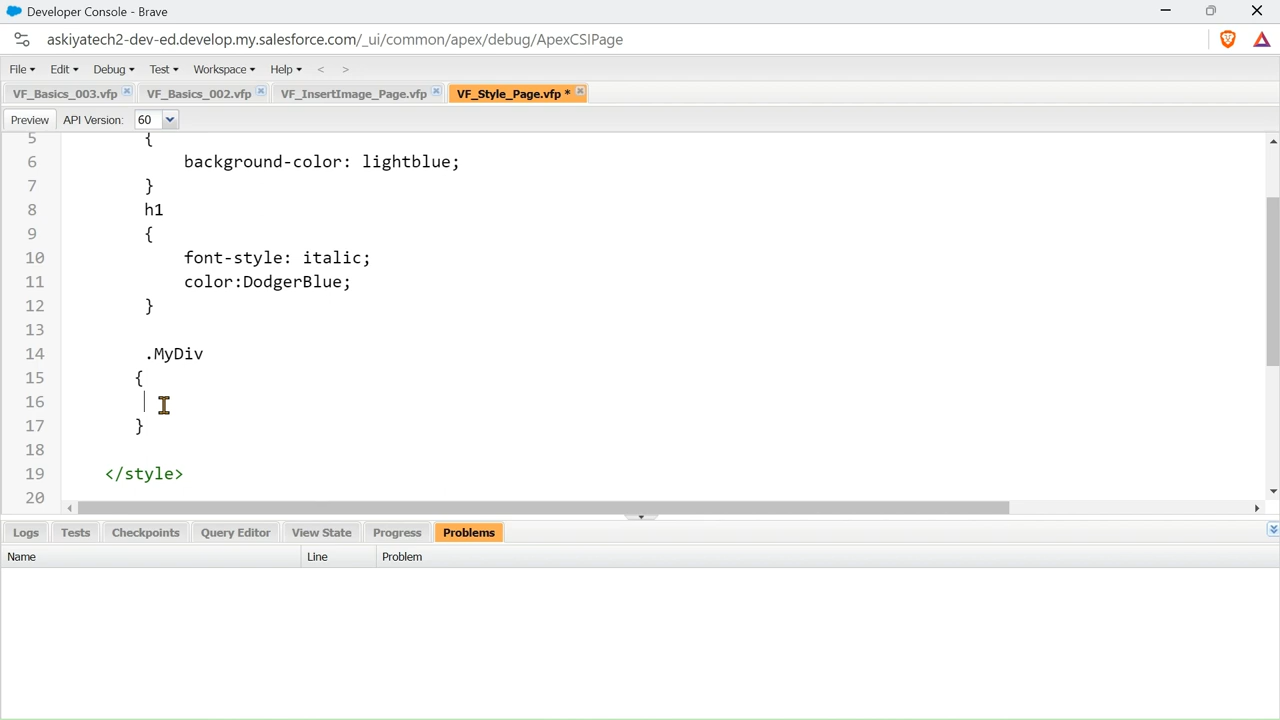 Developer Console - Brave
askiyatech2-dev-ed.develop.my.salesforce.com/_ui/common/apex/debug/ApexCSIPage
File Edit Debug Test Workspace Help < >
VF_Basics_003.vfp VF_Basics_002.vfp VF_InsertImage_Page.vfp VF_Style_Page.vfp *
Preview API Version: 60
5 {
6 background-color: lightblue;
7 }
8 h1
9 {
10 font-style: italic;
11 color:DodgerBlue;
12 }
13
14 .MyDiv
15 {
16
17 }
18
19 </style>
20
Logs Tests Checkpoints Query Editor View State Progress Problems
Name Line Problem